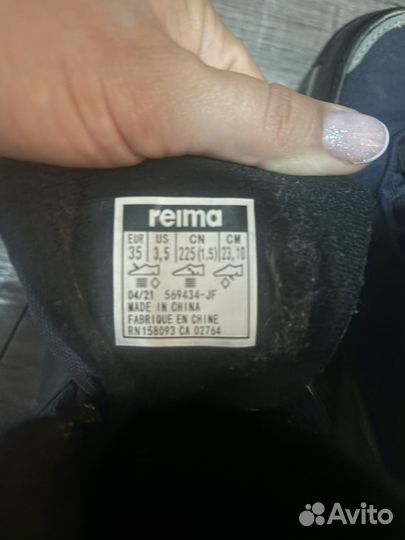 reima
EUR US CN CM
35 3,5 225(1,5) 23,10
04/21 569434-JF
MADE IN CHINA
FABRIQUE EN CHINE
RN158093 CA 02764
Avito